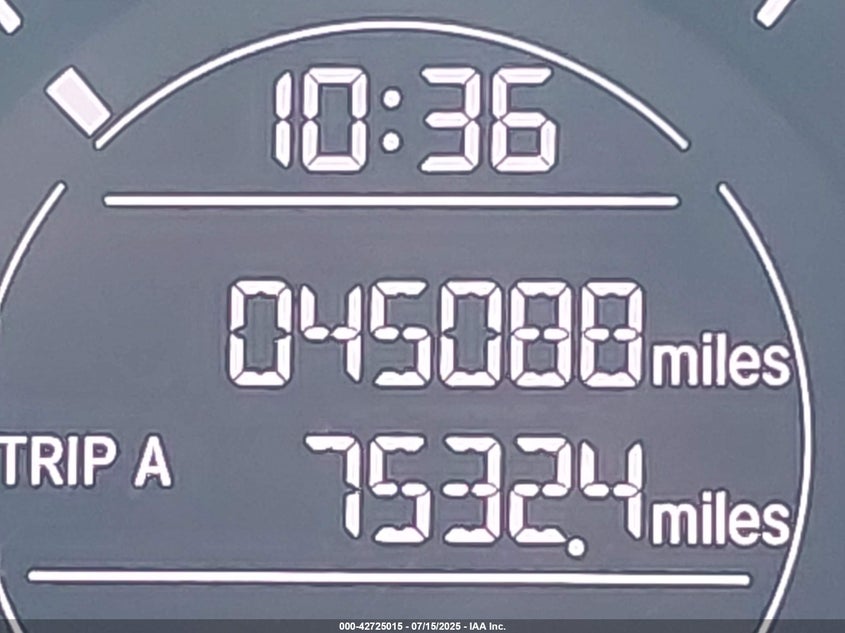 10:36
045088 miles
TRIP A 7532.4 miles
000-42725015 - 07/15/2025 - IAA Inc.